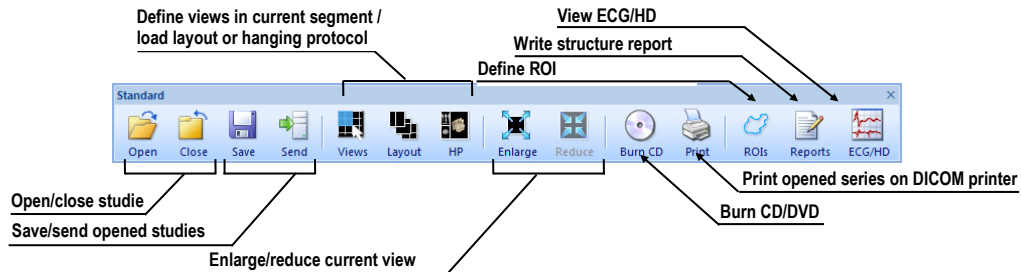 Define views in current segment /
load layout or hanging protocol
View ECG/HD
Write structure report
Define ROI
Standard
Open Close Save Send Views Layout HP Enlarge Reduce Burn CD Print ROIs Reports ECG/HD
Print opened series on DICOM printer
Open/close studie
Burn CD/DVD
Save/send opened studies
Enlarge/reduce current view